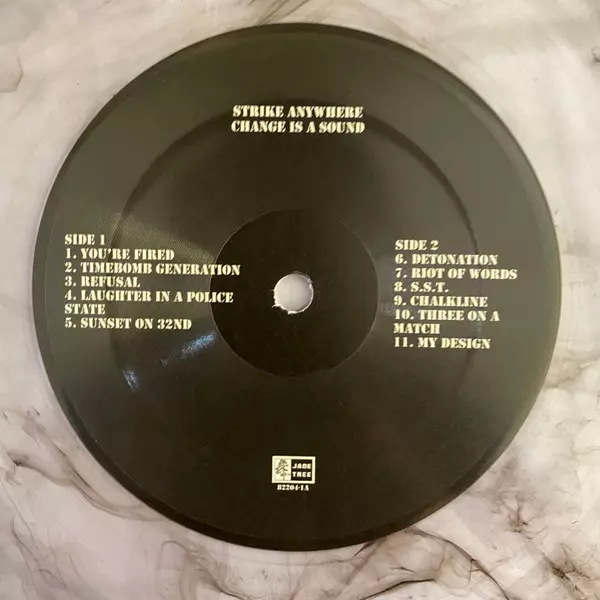 STRIKE ANYWHERE
CHANGE IS A SOUND
SIDE 1
1. YOU'RE FIRED
2. TIMEBOMB GENERATION
3. REFUSAL
4. LAUGHTER IN A POLICE
STATE
5. SUNSET ON 32ND
SIDE 2
6. DETONATION
7. RIOT OF WORDS
8. S.S.T.
9. CHALKLINE
10. THREE ON A
MATCH
11. MY DESIGN
JADE
TREE
82204-1A